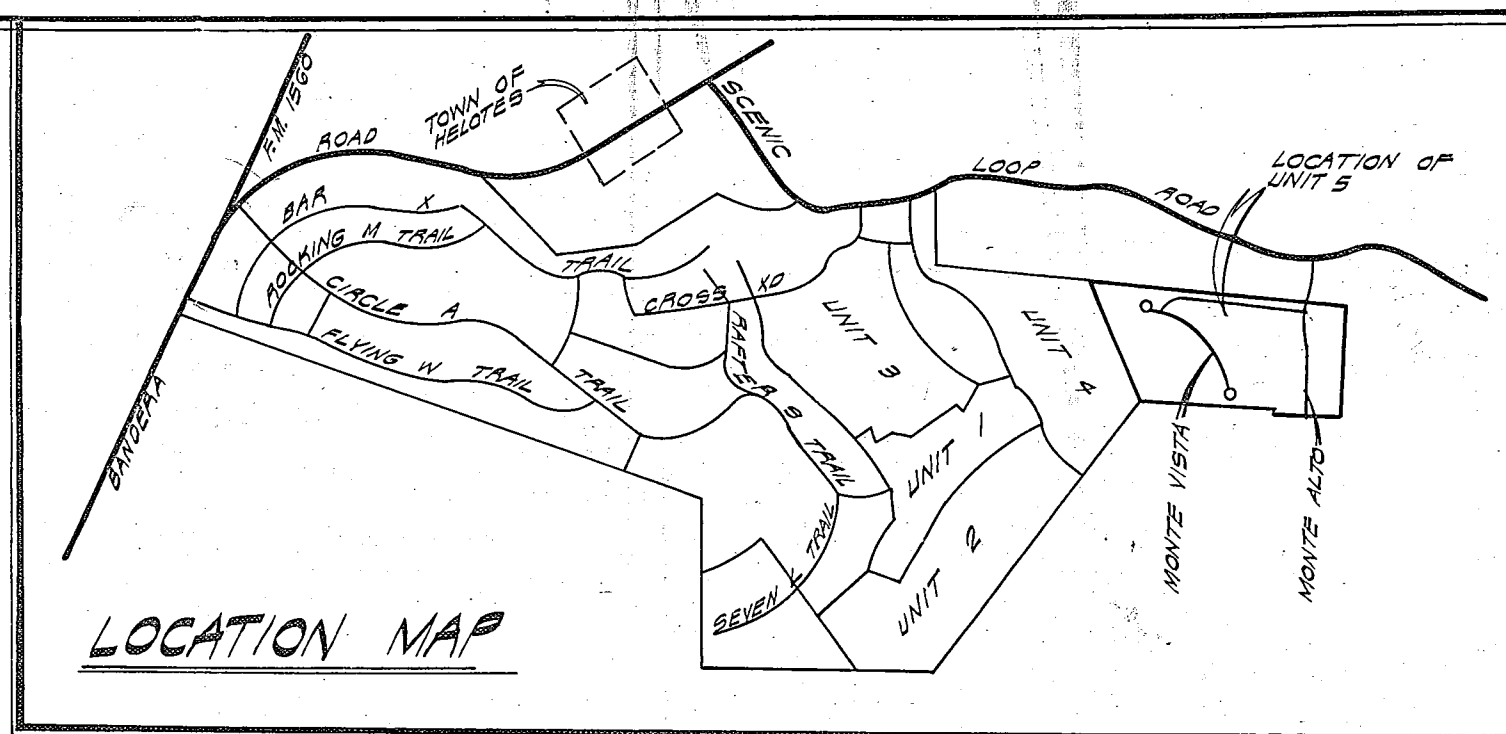 F.M. 1560
BANDERA
ROAD
TOWN OF
HELOTES
SCENIC
LOOP
ROAD
LOCATION OF
UNIT 5
BAR X
TRAIL
ROCKING M TRAIL
CIRCLE A
TRAIL
FLYING W TRAIL
CROSS XD
RAFTER S TRAIL
SEVEN L TRAIL
UNIT 3
UNIT 4
UNIT 1
UNIT 2
MONTE VISTA
MONTE ALTO
LOCATION MAP